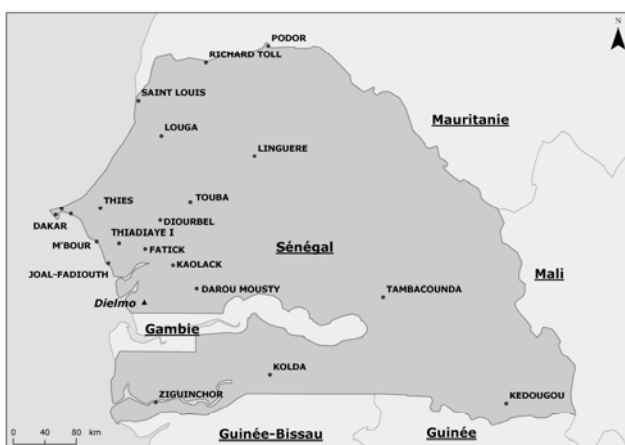 N
PODOR
RICHARD TOLL
SAINT LOUIS
Mauritanie
LOUGA
LINGUERE
TOUBA
THIES
DIOURBEL
DAKAR
THIADIAYE I
M'BOUR
FATICK
Sénégal
KAOLACK
JOAL-FADIOUTH
Mali
DAROU MOUSTY
TAMBACOUNDA
Dielmo
Gambie
KOLDA
ZIGUINCHOR
KEDOUGOU
Guinée-Bissau
Guinée
0 40 80 km